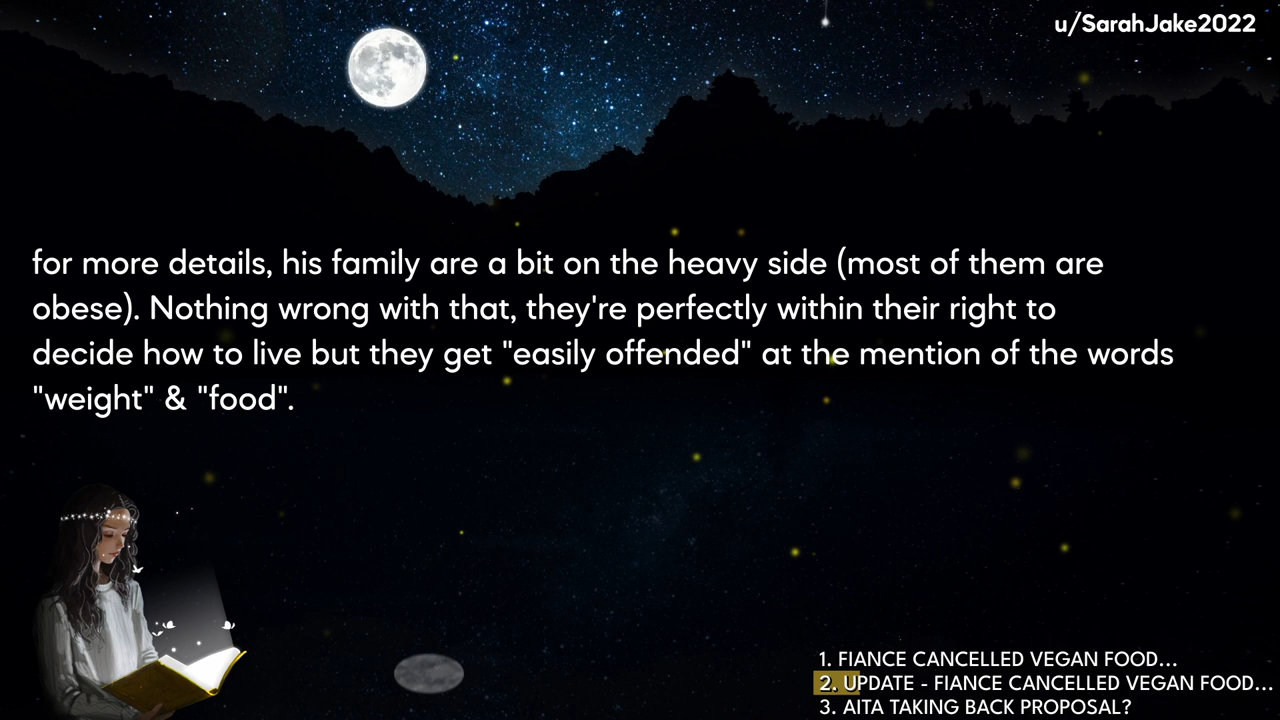 u/SarahJake2022
for more details, his family are a bit on the heavy side (most of them are
obese). Nothing wrong with that, they're perfectly within their right to
decide how to live but they get "easily offended" at the mention of the words
"weight" & "food".
1. FIANCE CANCELLED VEGAN FOOD...
2. UPDATE - FIANCE CANCELLED VEGAN FOOD...
3. AITA TAKING BACK PROPOSAL?